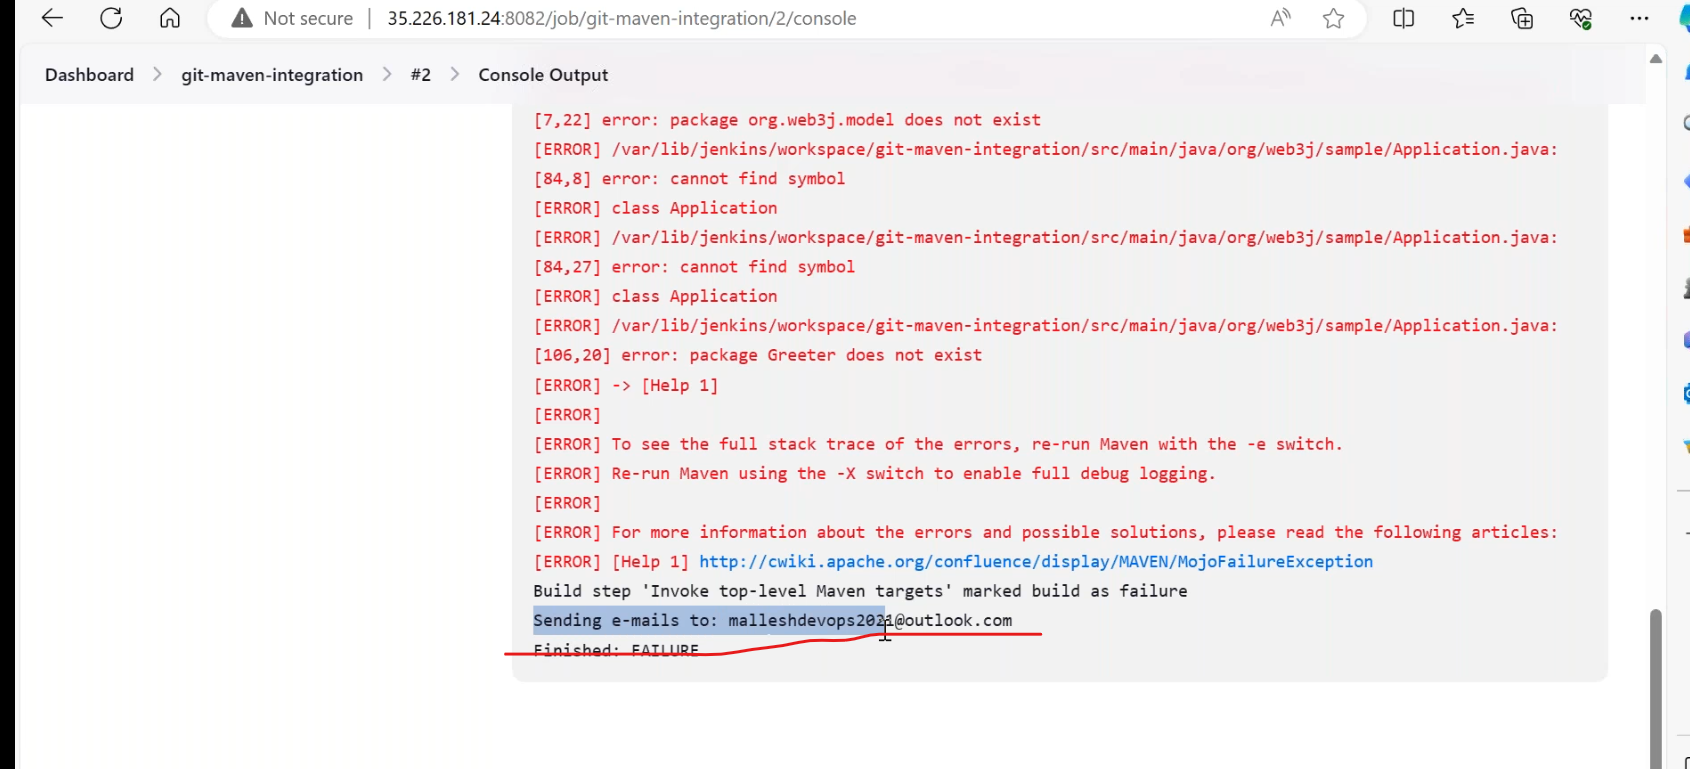 Not secure | 35.226.181.24:8082/job/git-maven-integration/2/console
Dashboard > git-maven-integration > #2 > Console Output
[7,22] error: package org.web3j.model does not exist
[ERROR] /var/lib/jenkins/workspace/git-maven-integration/src/main/java/org/web3j/sample/Application.java:
[84,8] error: cannot find symbol
[ERROR] class Application
[ERROR] /var/lib/jenkins/workspace/git-maven-integration/src/main/java/org/web3j/sample/Application.java:
[84,27] error: cannot find symbol
[ERROR] class Application
[ERROR] /var/lib/jenkins/workspace/git-maven-integration/src/main/java/org/web3j/sample/Application.java:
[106,20] error: package Greeter does not exist
[ERROR] -> [Help 1]
[ERROR]
[ERROR] To see the full stack trace of the errors, re-run Maven with the -e switch.
[ERROR] Re-run Maven using the -X switch to enable full debug logging.
[ERROR]
[ERROR] For more information about the errors and possible solutions, please read the following articles:
[ERROR] [Help 1] http://cwiki.apache.org/confluence/display/MAVEN/MojoFailureException
Build step 'Invoke top-level Maven targets' marked build as failure
Sending e-mails to: malleshdevops2021@outlook.com
Finished: FAILURE